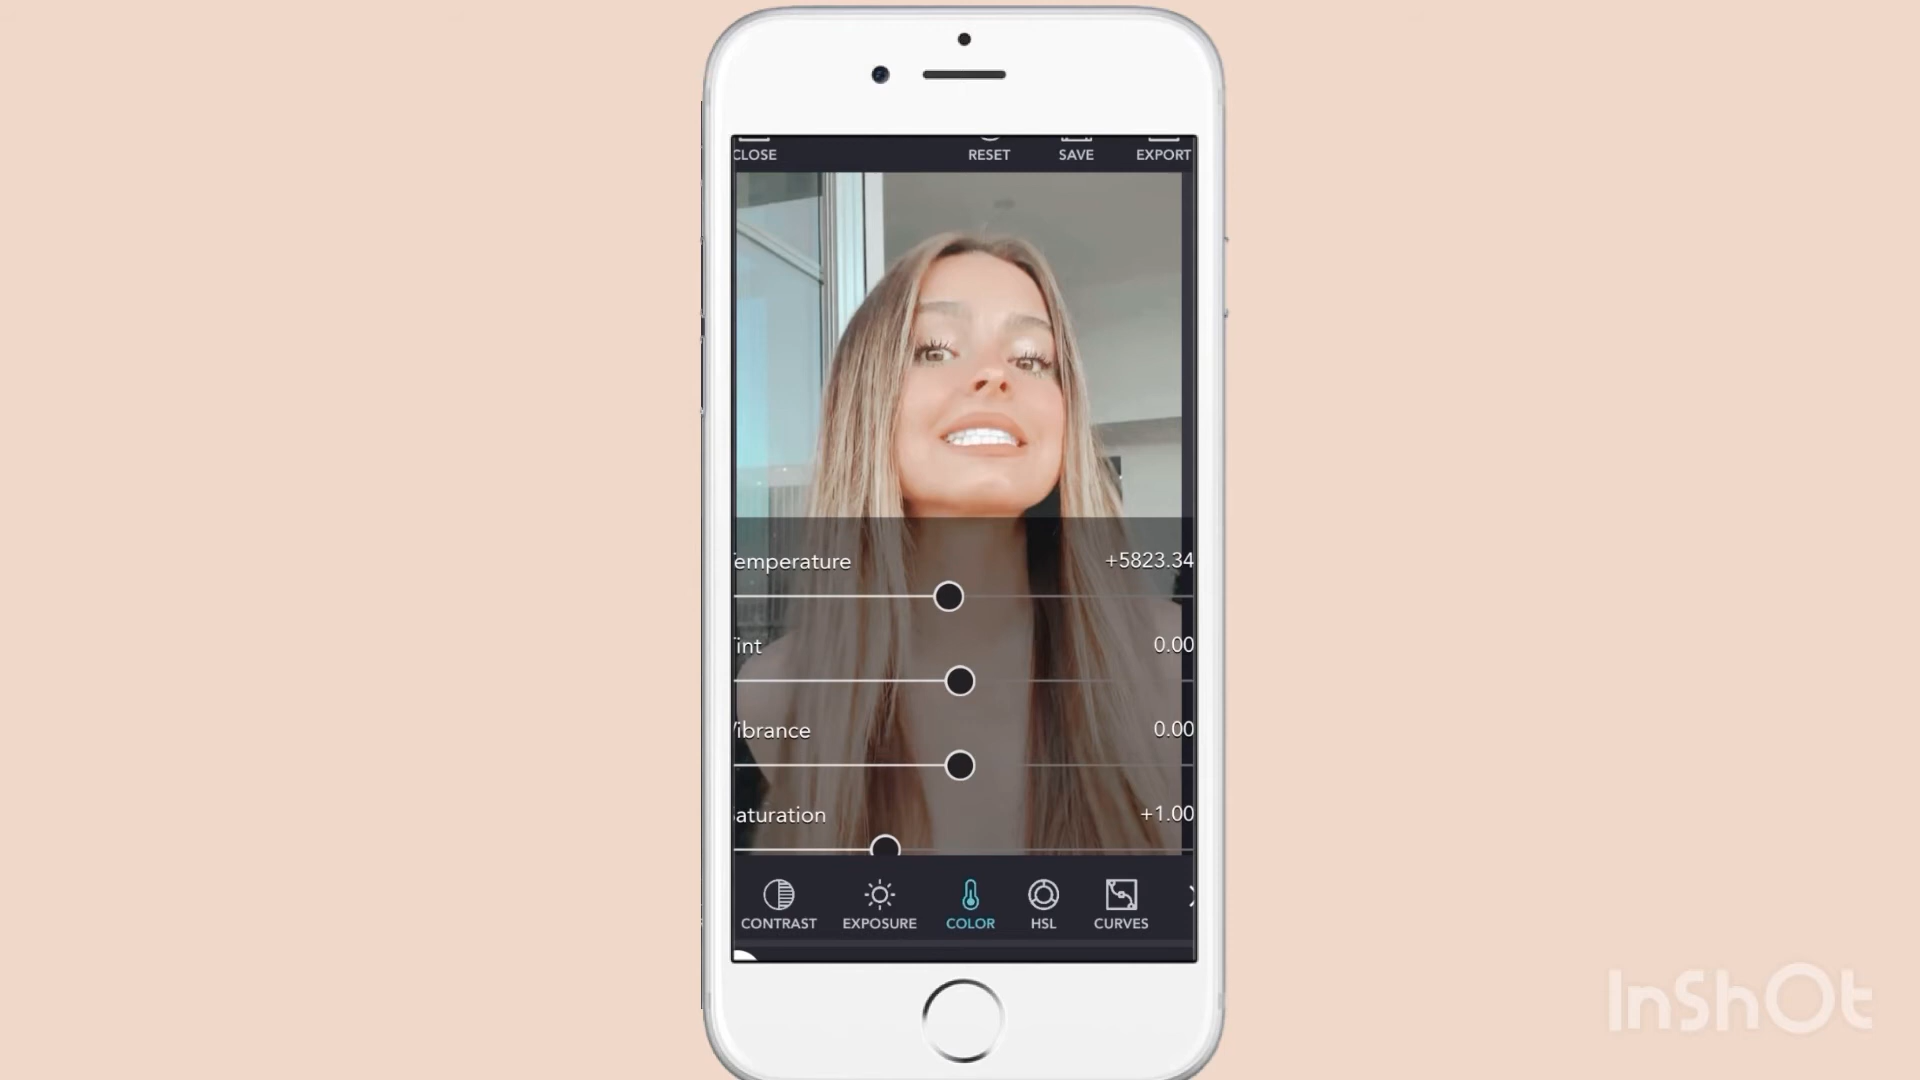 CLOSE RESET SAVE EXPORT
emperature +5823.34
int 0.00
ibrance 0.00
aturation +1.00
CONTRAST EXPOSURE COLOR HSL CURVES
InShOt